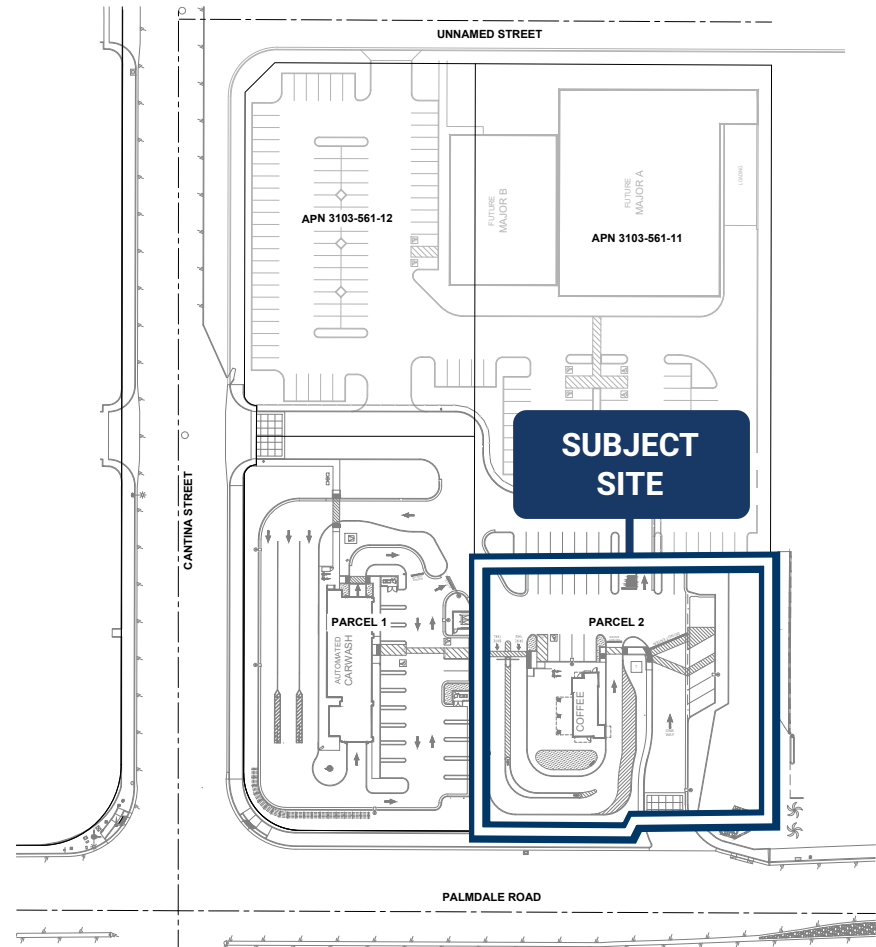 UNNAMED STREET
APN 3103-561-12
FUTURE
MAJOR B
FUTURE
MAJOR A
LOADING
APN 3103-561-11
SUBJECT
SITE
CANTINA STREET
PARCEL 1
AUTOMATED
CARWASH
PARCEL 2
COFFEE
PALMDALE ROAD